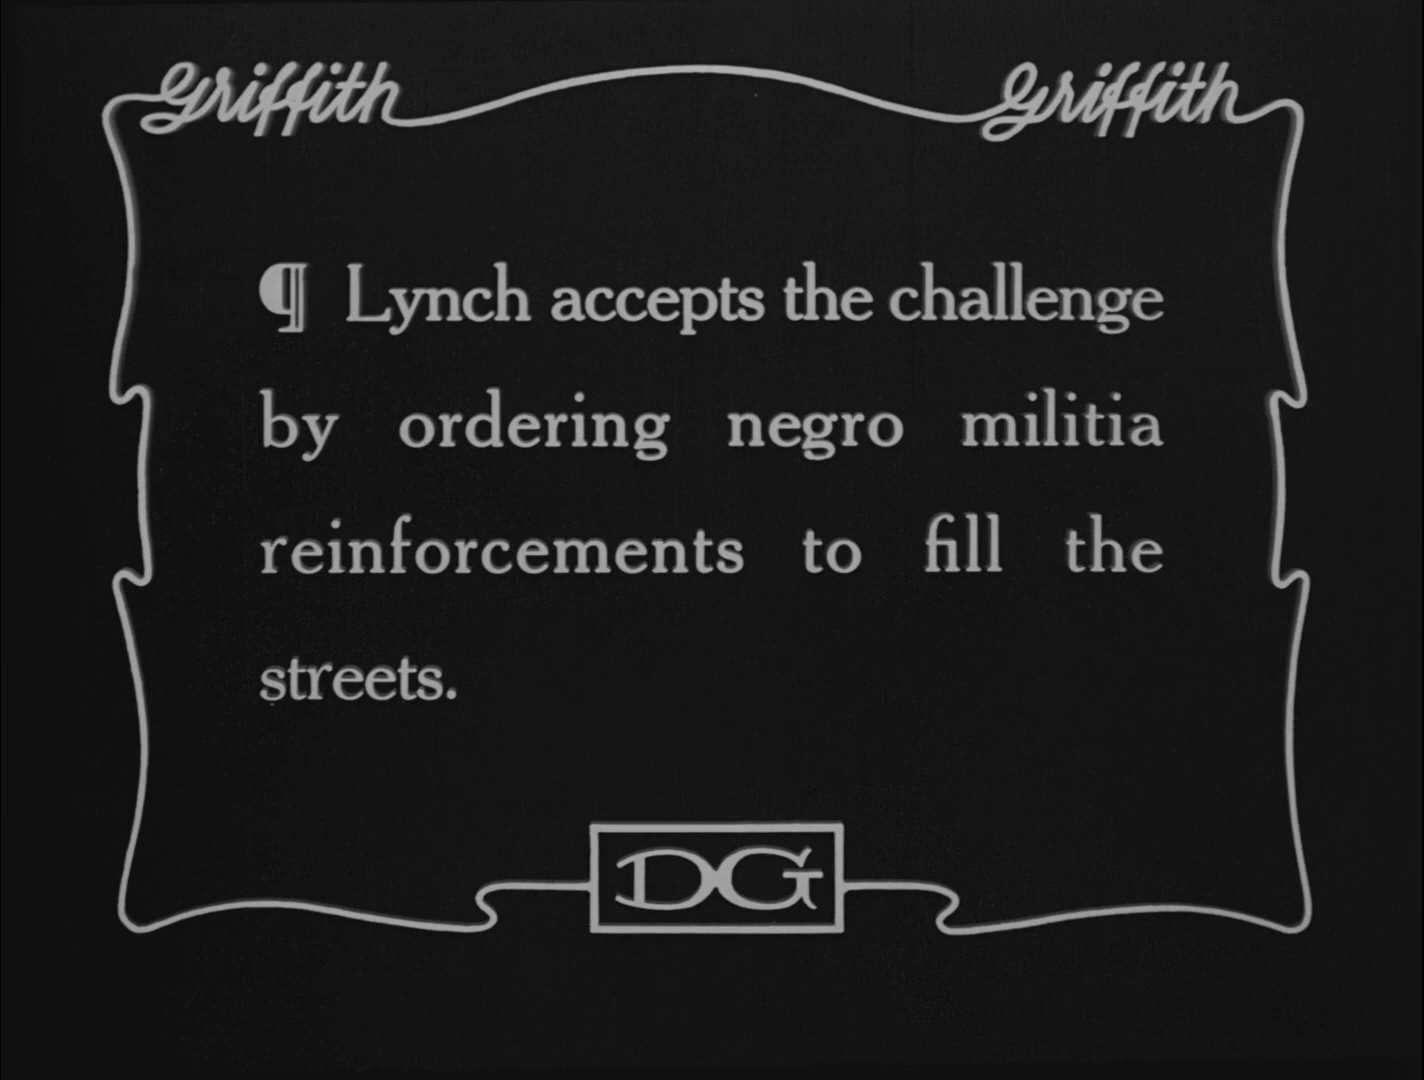 Griffith Griffith
¶ Lynch accepts the challenge
by ordering negro militia
reinforcements to fill the
streets.
DG